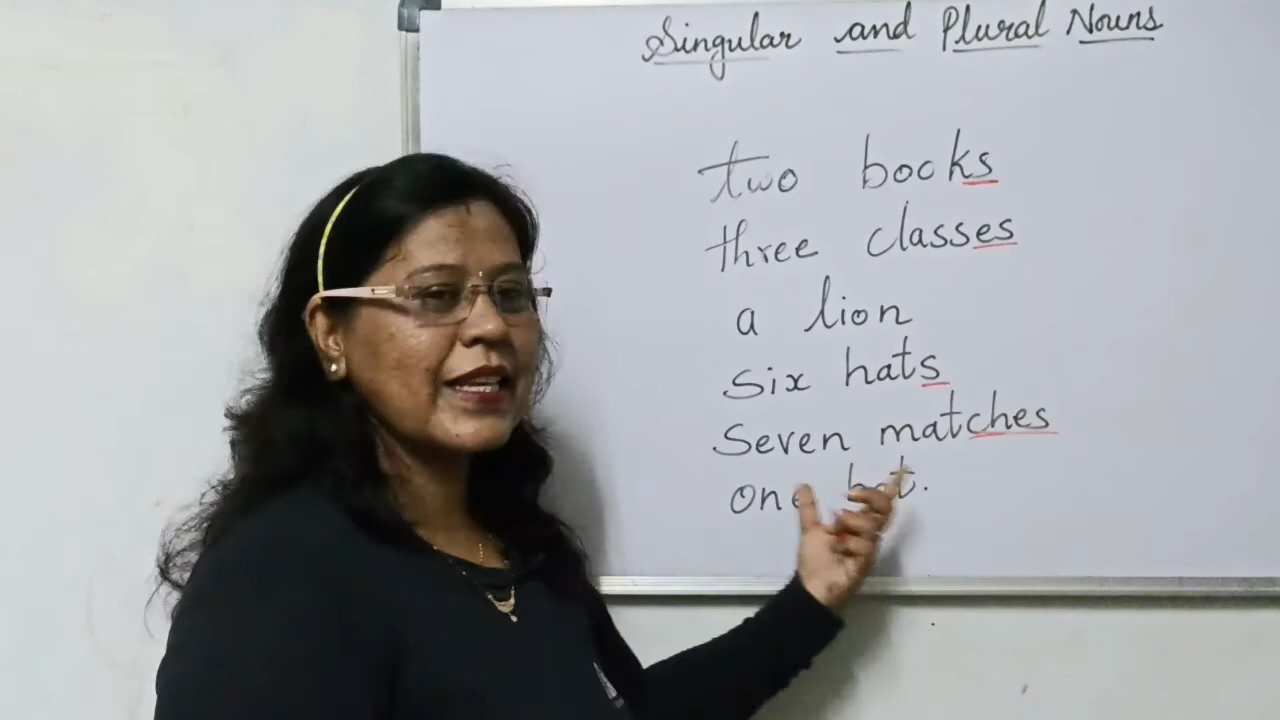 Singular and Plural Nouns
two books
three classes
a lion
six hats
seven matches
one